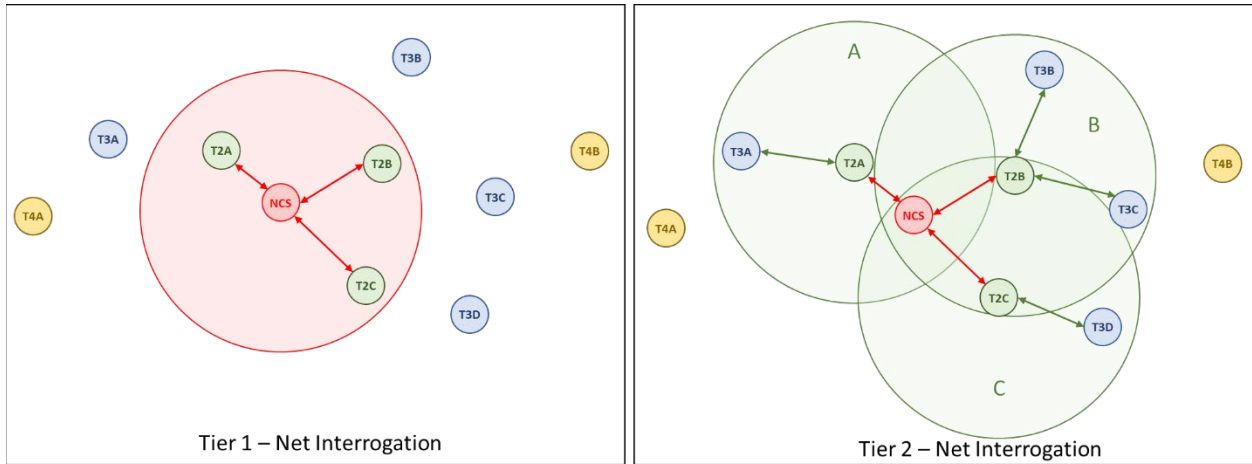 T3B
T3A
T2A
T2B
NCS
T4B
T3C
T4A
T2C
T3D
Tier 1 – Net Interrogation
A
T3B
B
T3A
T2A
T2B
T4B
NCS
T3C
T4A
T2C
T3D
C
Tier 2 – Net Interrogation